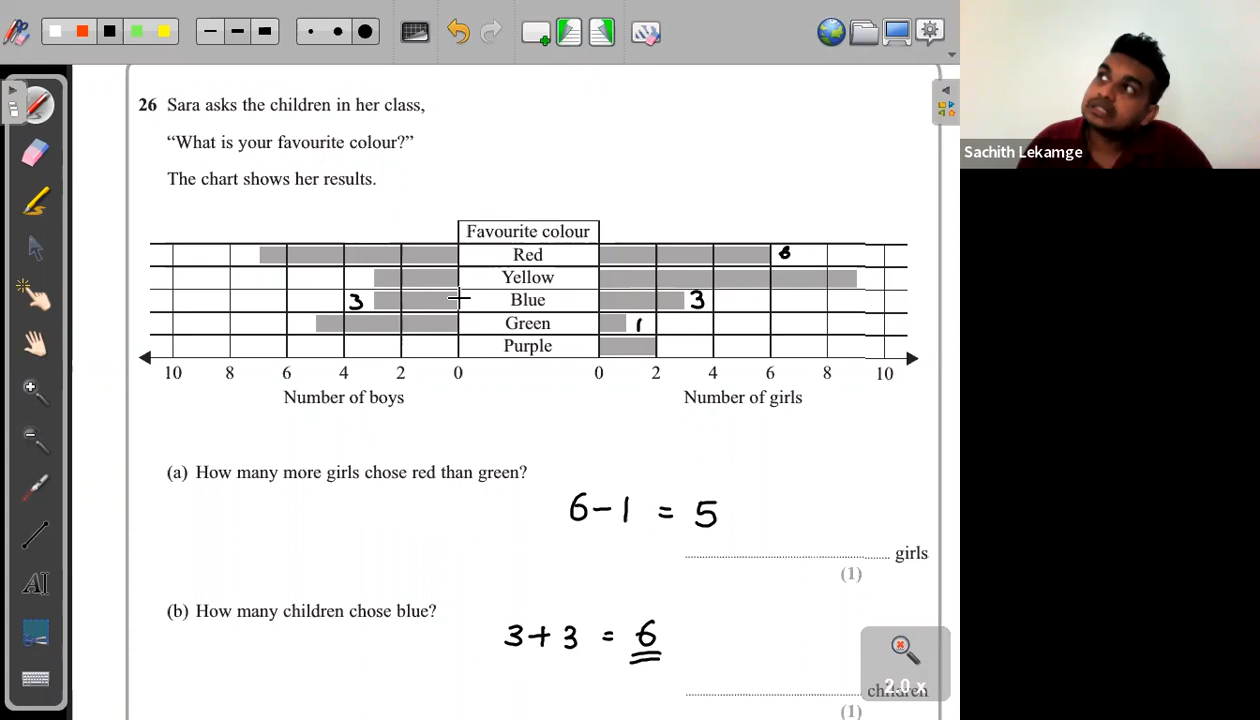 26 Sara asks the children in her class,
“What is your favourite colour?”
The chart shows her results.
Favourite colour
Red 6
Yellow
3 Blue 3
Green 1
Purple
10 8 6 4 2 0 0 2 4 6 8 10
Number of boys Number of girls
(a) How many more girls chose red than green?
6-1 = 5
girls
(1)
(b) How many children chose blue?
3+3 = 6
children
(1)
2.0 x
AI
Sachith Lekamge